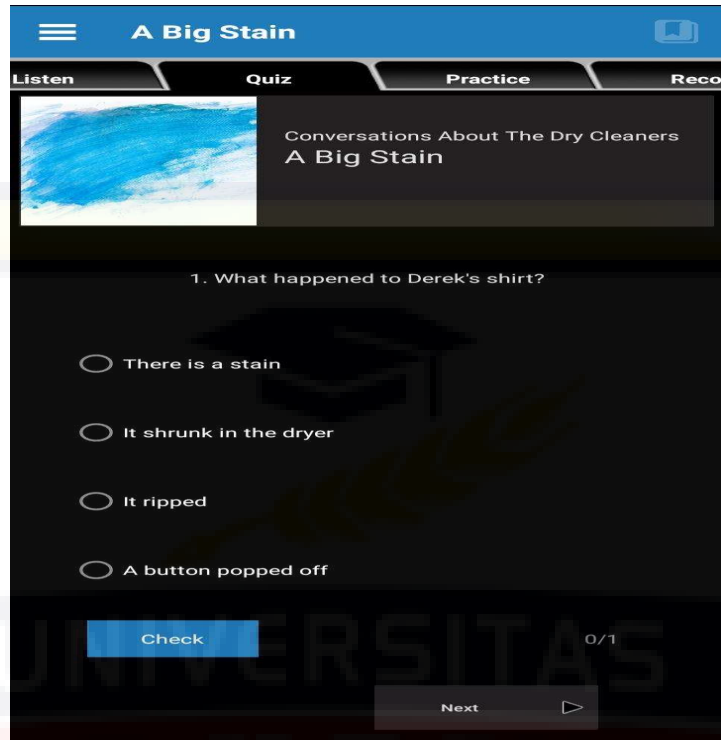 A Big Stain
Listen Quiz Practice Reco
Conversations About The Dry Cleaners
A Big Stain
1. What happened to Derek's shirt?
There is a stain
It shrunk in the dryer
It ripped
A button popped off
Check 0/1
UNIVERSITAS
Next